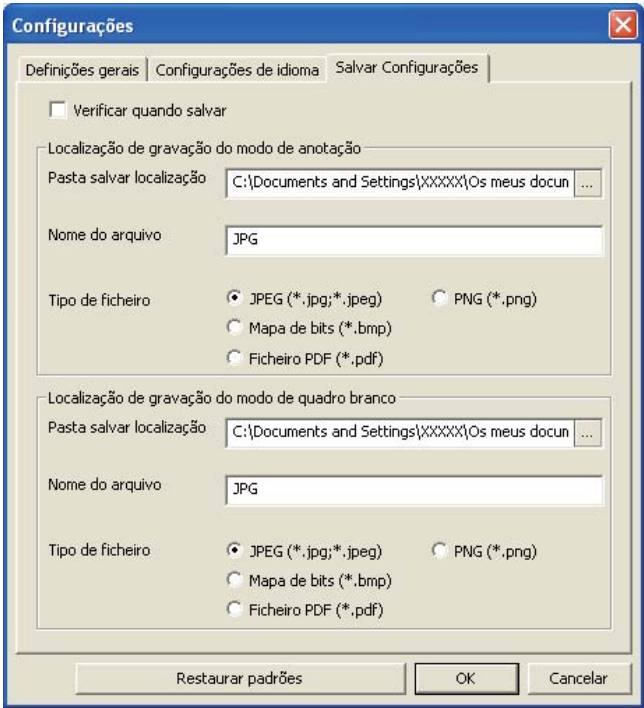 Configurações
Definições gerais Configurações de idioma Salvar Configurações
Verificar quando salvar
Localização de gravação do modo de anotação
Pasta salvar localização C:\Documents and Settings\XXXXX\Os meus docun ...
Nome do arquivo JPG
Tipo de ficheiro JPEG (*.jpg;*.jpeg) PNG (*.png)
Mapa de bits (*.bmp)
Ficheiro PDF (*.pdf)
Localização de gravação do modo de quadro branco
Pasta salvar localização C:\Documents and Settings\XXXXX\Os meus docun ...
Nome do arquivo JPG
Tipo de ficheiro JPEG (*.jpg;*.jpeg) PNG (*.png)
Mapa de bits (*.bmp)
Ficheiro PDF (*.pdf)
Restaurar padrões OK Cancelar